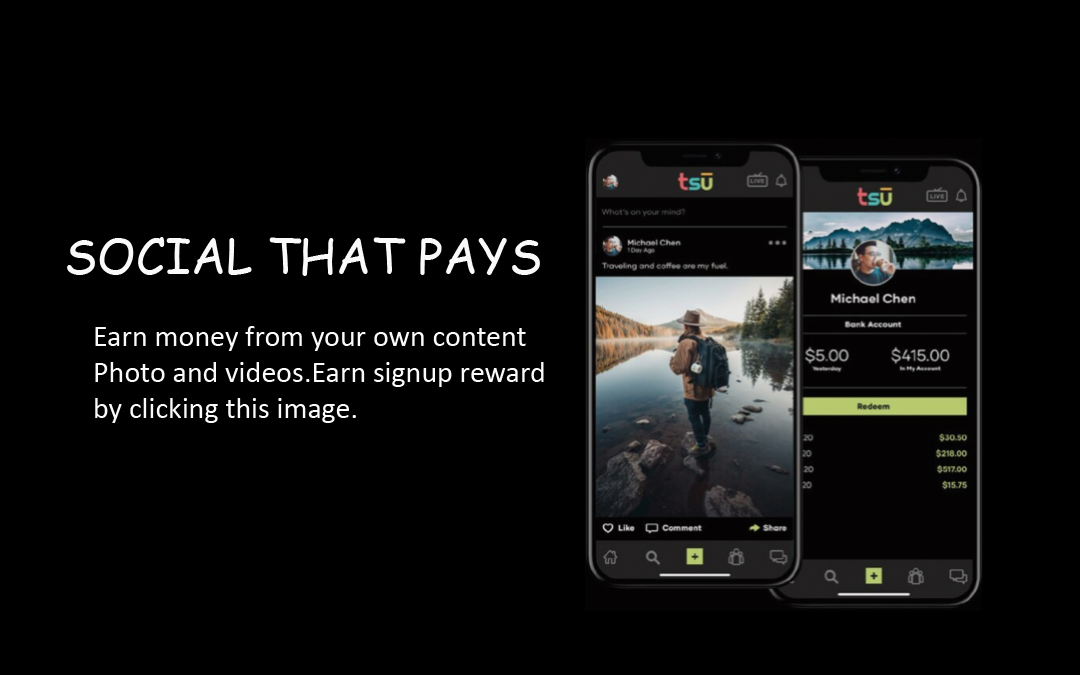 SOCIAL THAT PAYS
Earn money from your own content
Photo and videos.Earn signup reward
by clicking this image.
tsū
LIVE
What's on your mind?
Michael Chen
1 Day Ago
Traveling and coffee are my fuel.
Like
Comment
Share
tsū
LIVE
Michael Chen
Bank Account
$5.00
$415.00
Yesterday
In My Account
Redeem
20
$30.50
20
$218.00
20
$517.00
20
$15.75